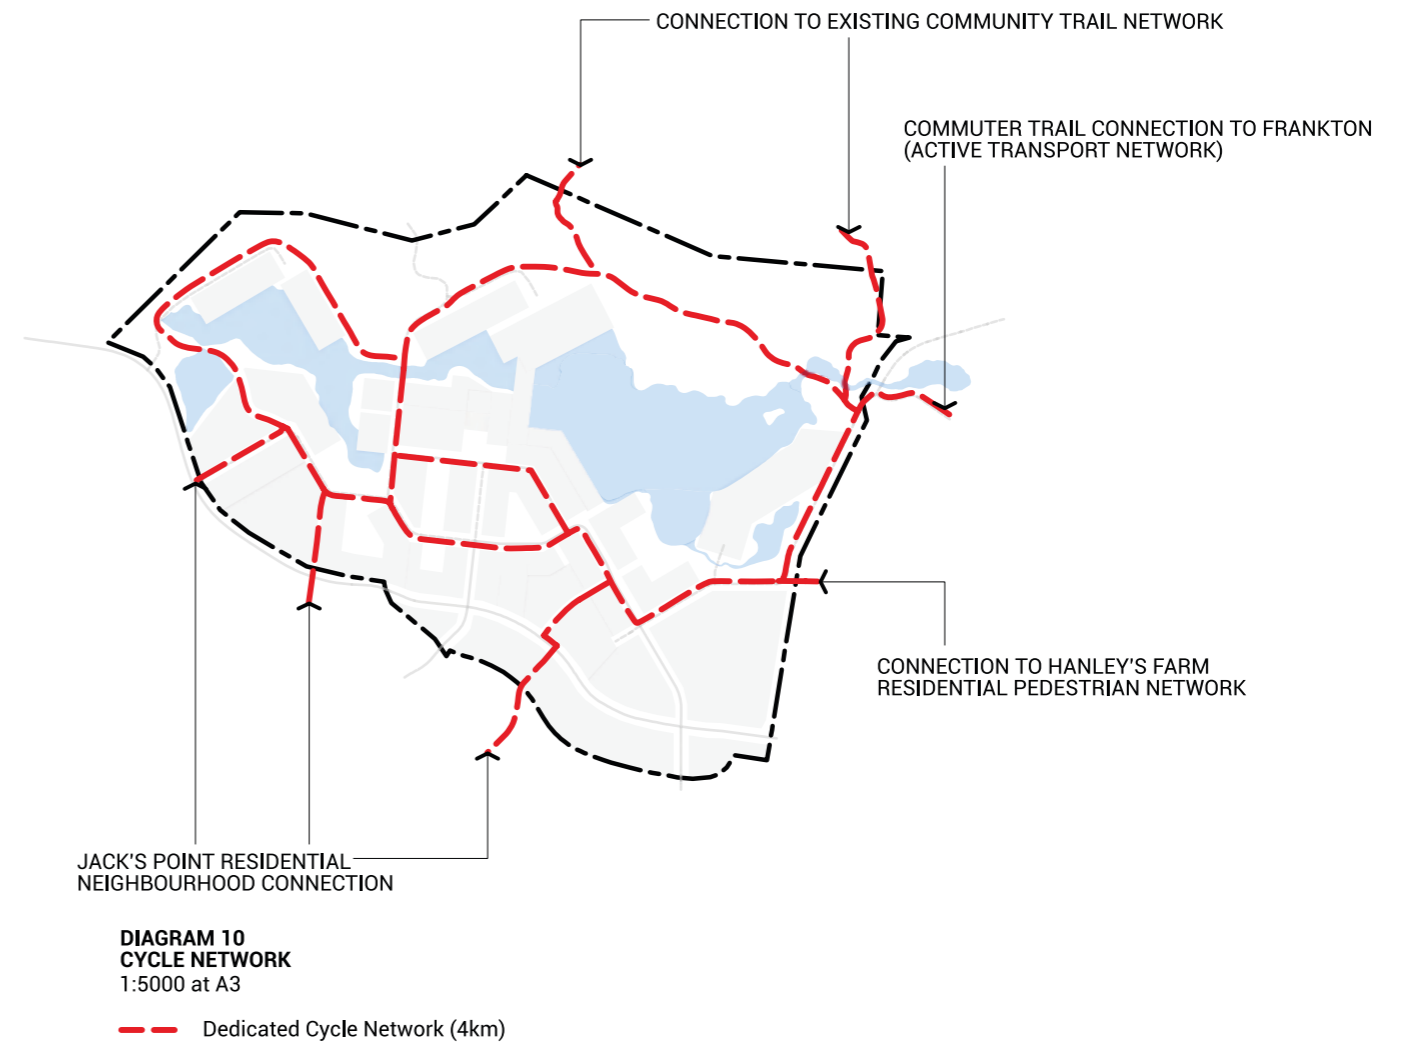 CONNECTION TO EXISTING COMMUNITY TRAIL NETWORK
COMMUTER TRAIL CONNECTION TO FRANKTON
(ACTIVE TRANSPORT NETWORK)
CONNECTION TO HANLEY'S FARM
RESIDENTIAL PEDESTRIAN NETWORK
JACK'S POINT RESIDENTIAL
NEIGHBOURHOOD CONNECTION
DIAGRAM 10
CYCLE NETWORK
1:5000 at A3
Dedicated Cycle Network (4km)